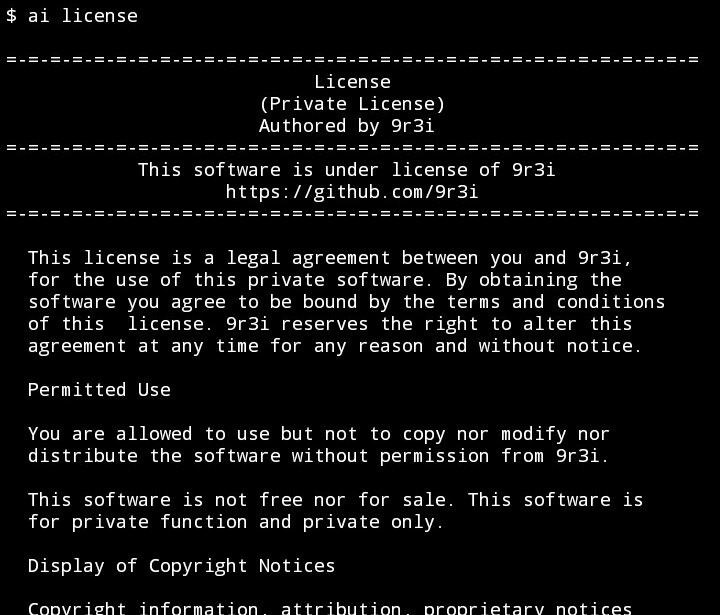 $ ai license
=-=-=-=-=-=-=-=-=-=-=-=-=-=-=-=-=-=-=-=-=-=-=-=-=-=-=-=-=-=-=-=
License
(Private License)
Authored by 9r3i
=-=-=-=-=-=-=-=-=-=-=-=-=-=-=-=-=-=-=-=-=-=-=-=-=-=-=-=-=-=-=-=
This software is under license of 9r3i
https://github.com/9r3i
=-=-=-=-=-=-=-=-=-=-=-=-=-=-=-=-=-=-=-=-=-=-=-=-=-=-=-=-=-=-=-=
This license is a legal agreement between you and 9r3i,
for the use of this private software. By obtaining the
software you agree to be bound by the terms and conditions
of this  license. 9r3i reserves the right to alter this
agreement at any time for any reason and without notice.
Permitted Use
You are allowed to use but not to copy nor modify nor
distribute the software without permission from 9r3i.
This software is not free nor for sale. This software is
for private function and private only.
Display of Copyright Notices
Copyright information, attribution, proprietary notices